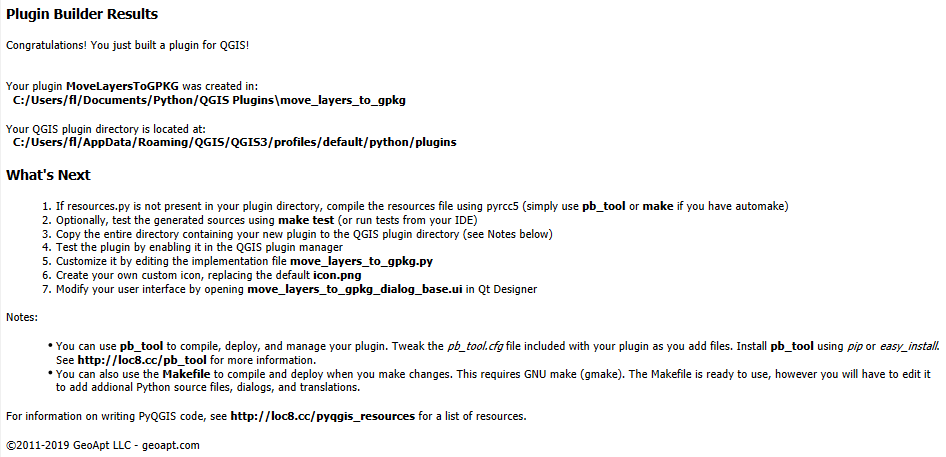 Plugin Builder Results
Congratulations! You just built a plugin for QGIS!
Your plugin MoveLayersToGPKG was created in:
C:/Users/fl/Documents/Python/QGIS Plugins\move_layers_to_gpkg
Your QGIS plugin directory is located at:
C:/Users/fl/AppData/Roaming/QGIS/QGIS3/profiles/default/python/plugins
What's Next
1. If resources.py is not present in your plugin directory, compile the resources file using pyrcc5 (simply use pb_tool or make if you have automake)
2. Optionally, test the generated sources using make test (or run tests from your IDE)
3. Copy the entire directory containing your new plugin to the QGIS plugin directory (see Notes below)
4. Test the plugin by enabling it in the QGIS plugin manager
5. Customize it by editing the implementation file move_layers_to_gpkg.py
6. Create your own custom icon, replacing the default icon.png
7. Modify your user interface by opening move_layers_to_gpkg_dialog_base.ui in Qt Designer
Notes:
• You can use pb_tool to compile, deploy, and manage your plugin. Tweak the pb_tool.cfg file included with your plugin as you add files. Install pb_tool using pip or easy_install.
See http://loc8.cc/pb_tool for more information.
• You can also use the Makefile to compile and deploy when you make changes. This requires GNU make (gmake). The Makefile is ready to use, however you will have to edit it
to add addional Python source files, dialogs, and translations.
For information on writing PyQGIS code, see http://loc8.cc/pyqgis_resources for a list of resources.
©2011-2019 GeoApt LLC - geoapt.com